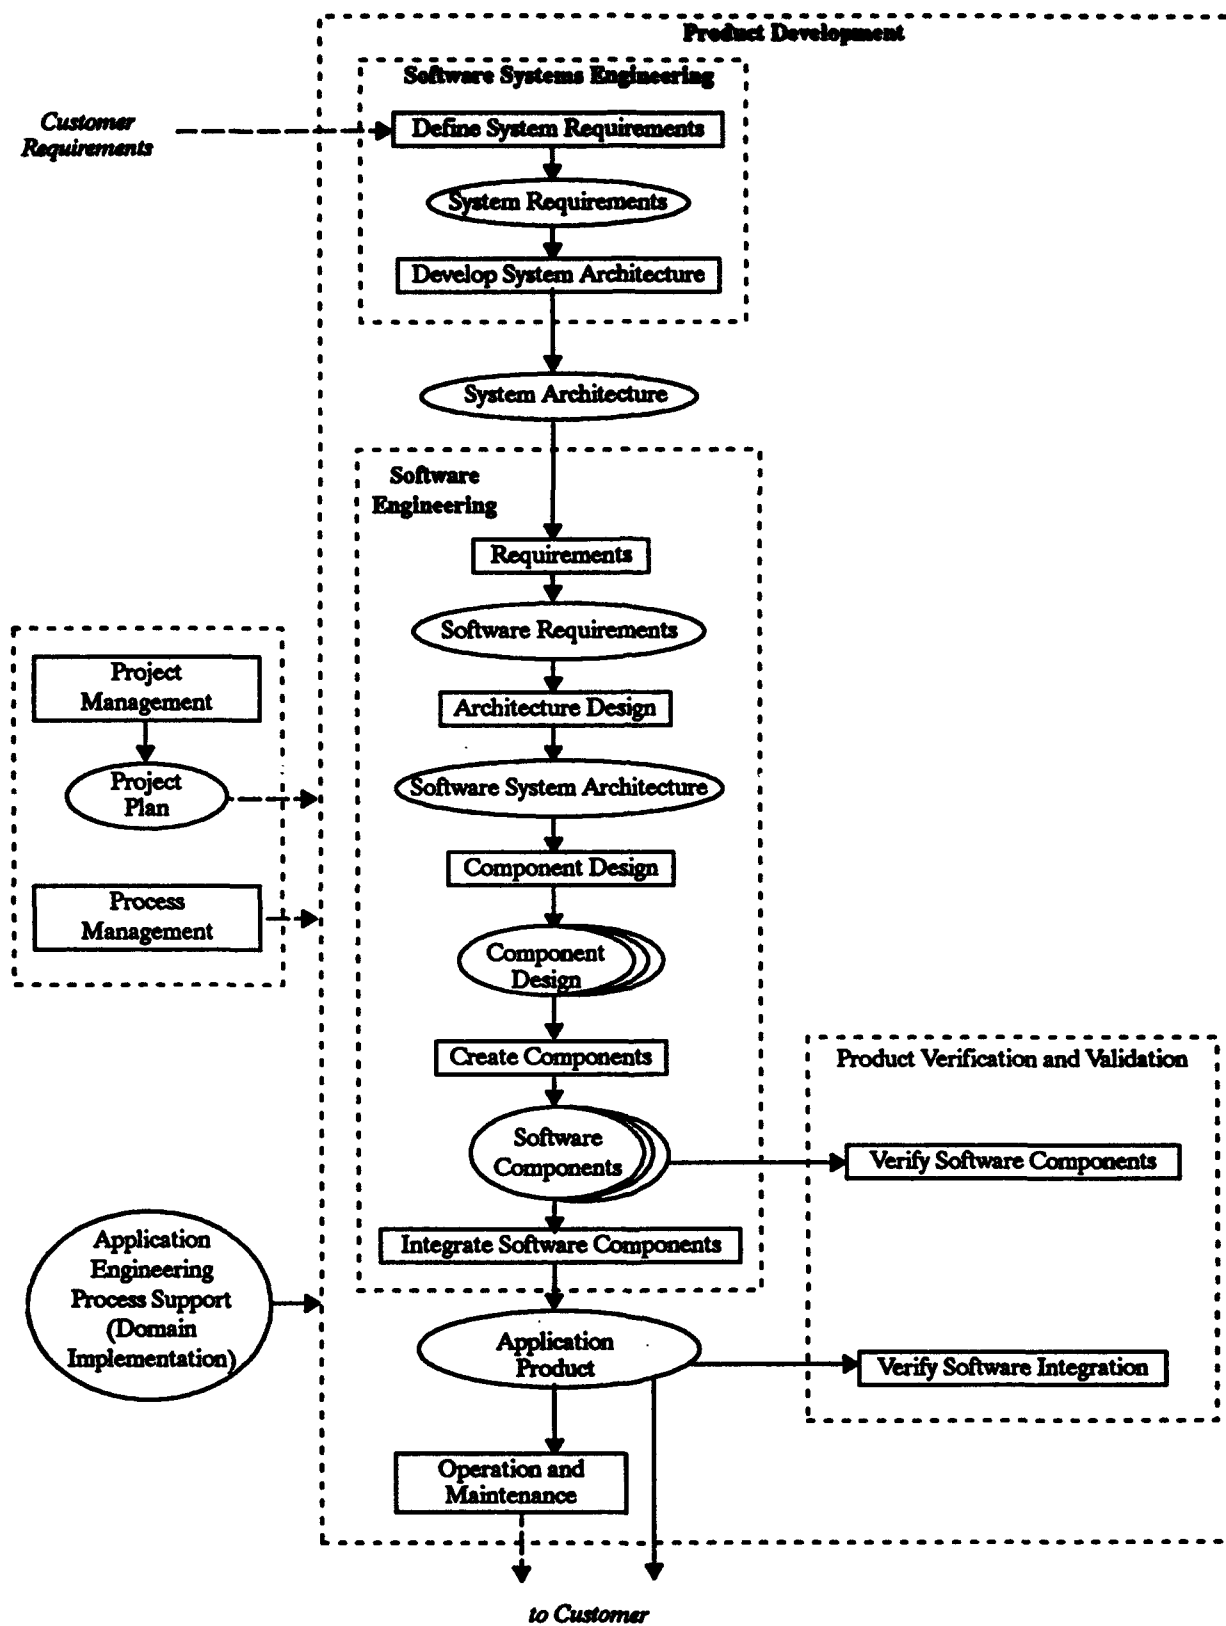 Product Development
Software Systems Engineering
Customer
Requirements
Define System Requirements
System Requirements
Develop System Architecture
System Architecture
Software
Engineering
Requirements
Software Requirements
Project
Management
Architecture Design
Project
Plan
Software System Architecture
Component Design
Process
Management
Component
Design
Create Components
Product Verification and Validation
Software
Components
Verify Software Components
Application
Engineering
Process Support
(Domain
Implementation)
Integrate Software Components
Application
Product
Verify Software Integration
Operation and
Maintenance
to Customer